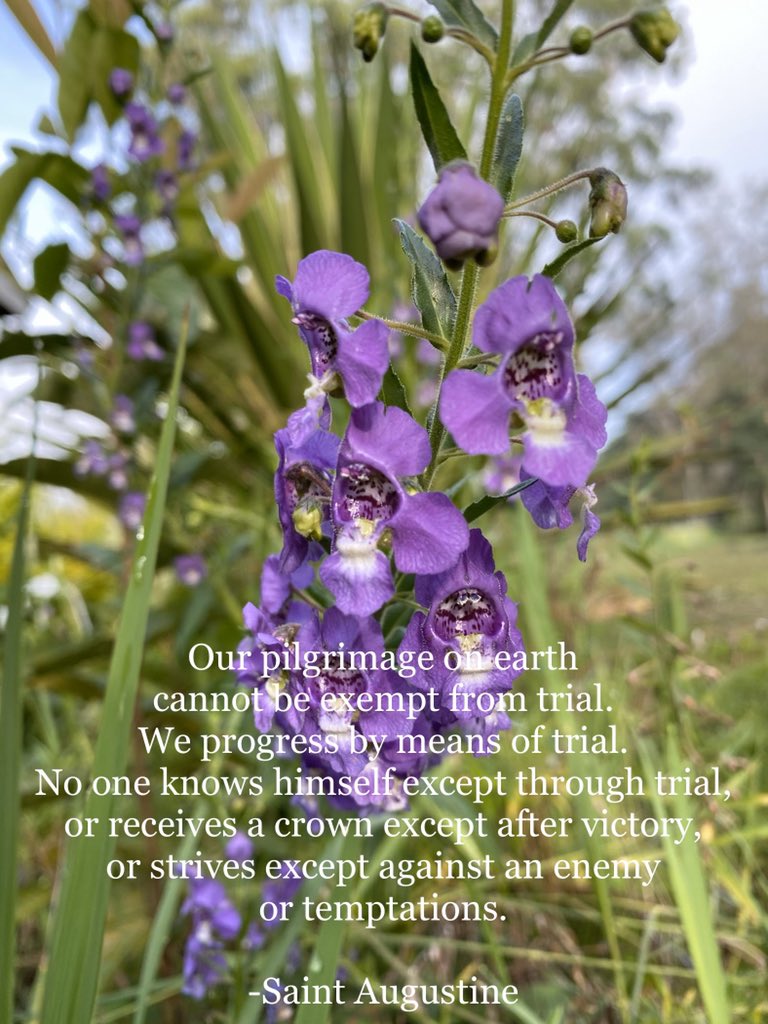 Our pilgrimage on earth
cannot be exempt from trial.
We progress by means of trial.
No one knows himself except through trial,
or receives a crown except after victory,
or strives except against an enemy
or temptations.
-Saint Augustine